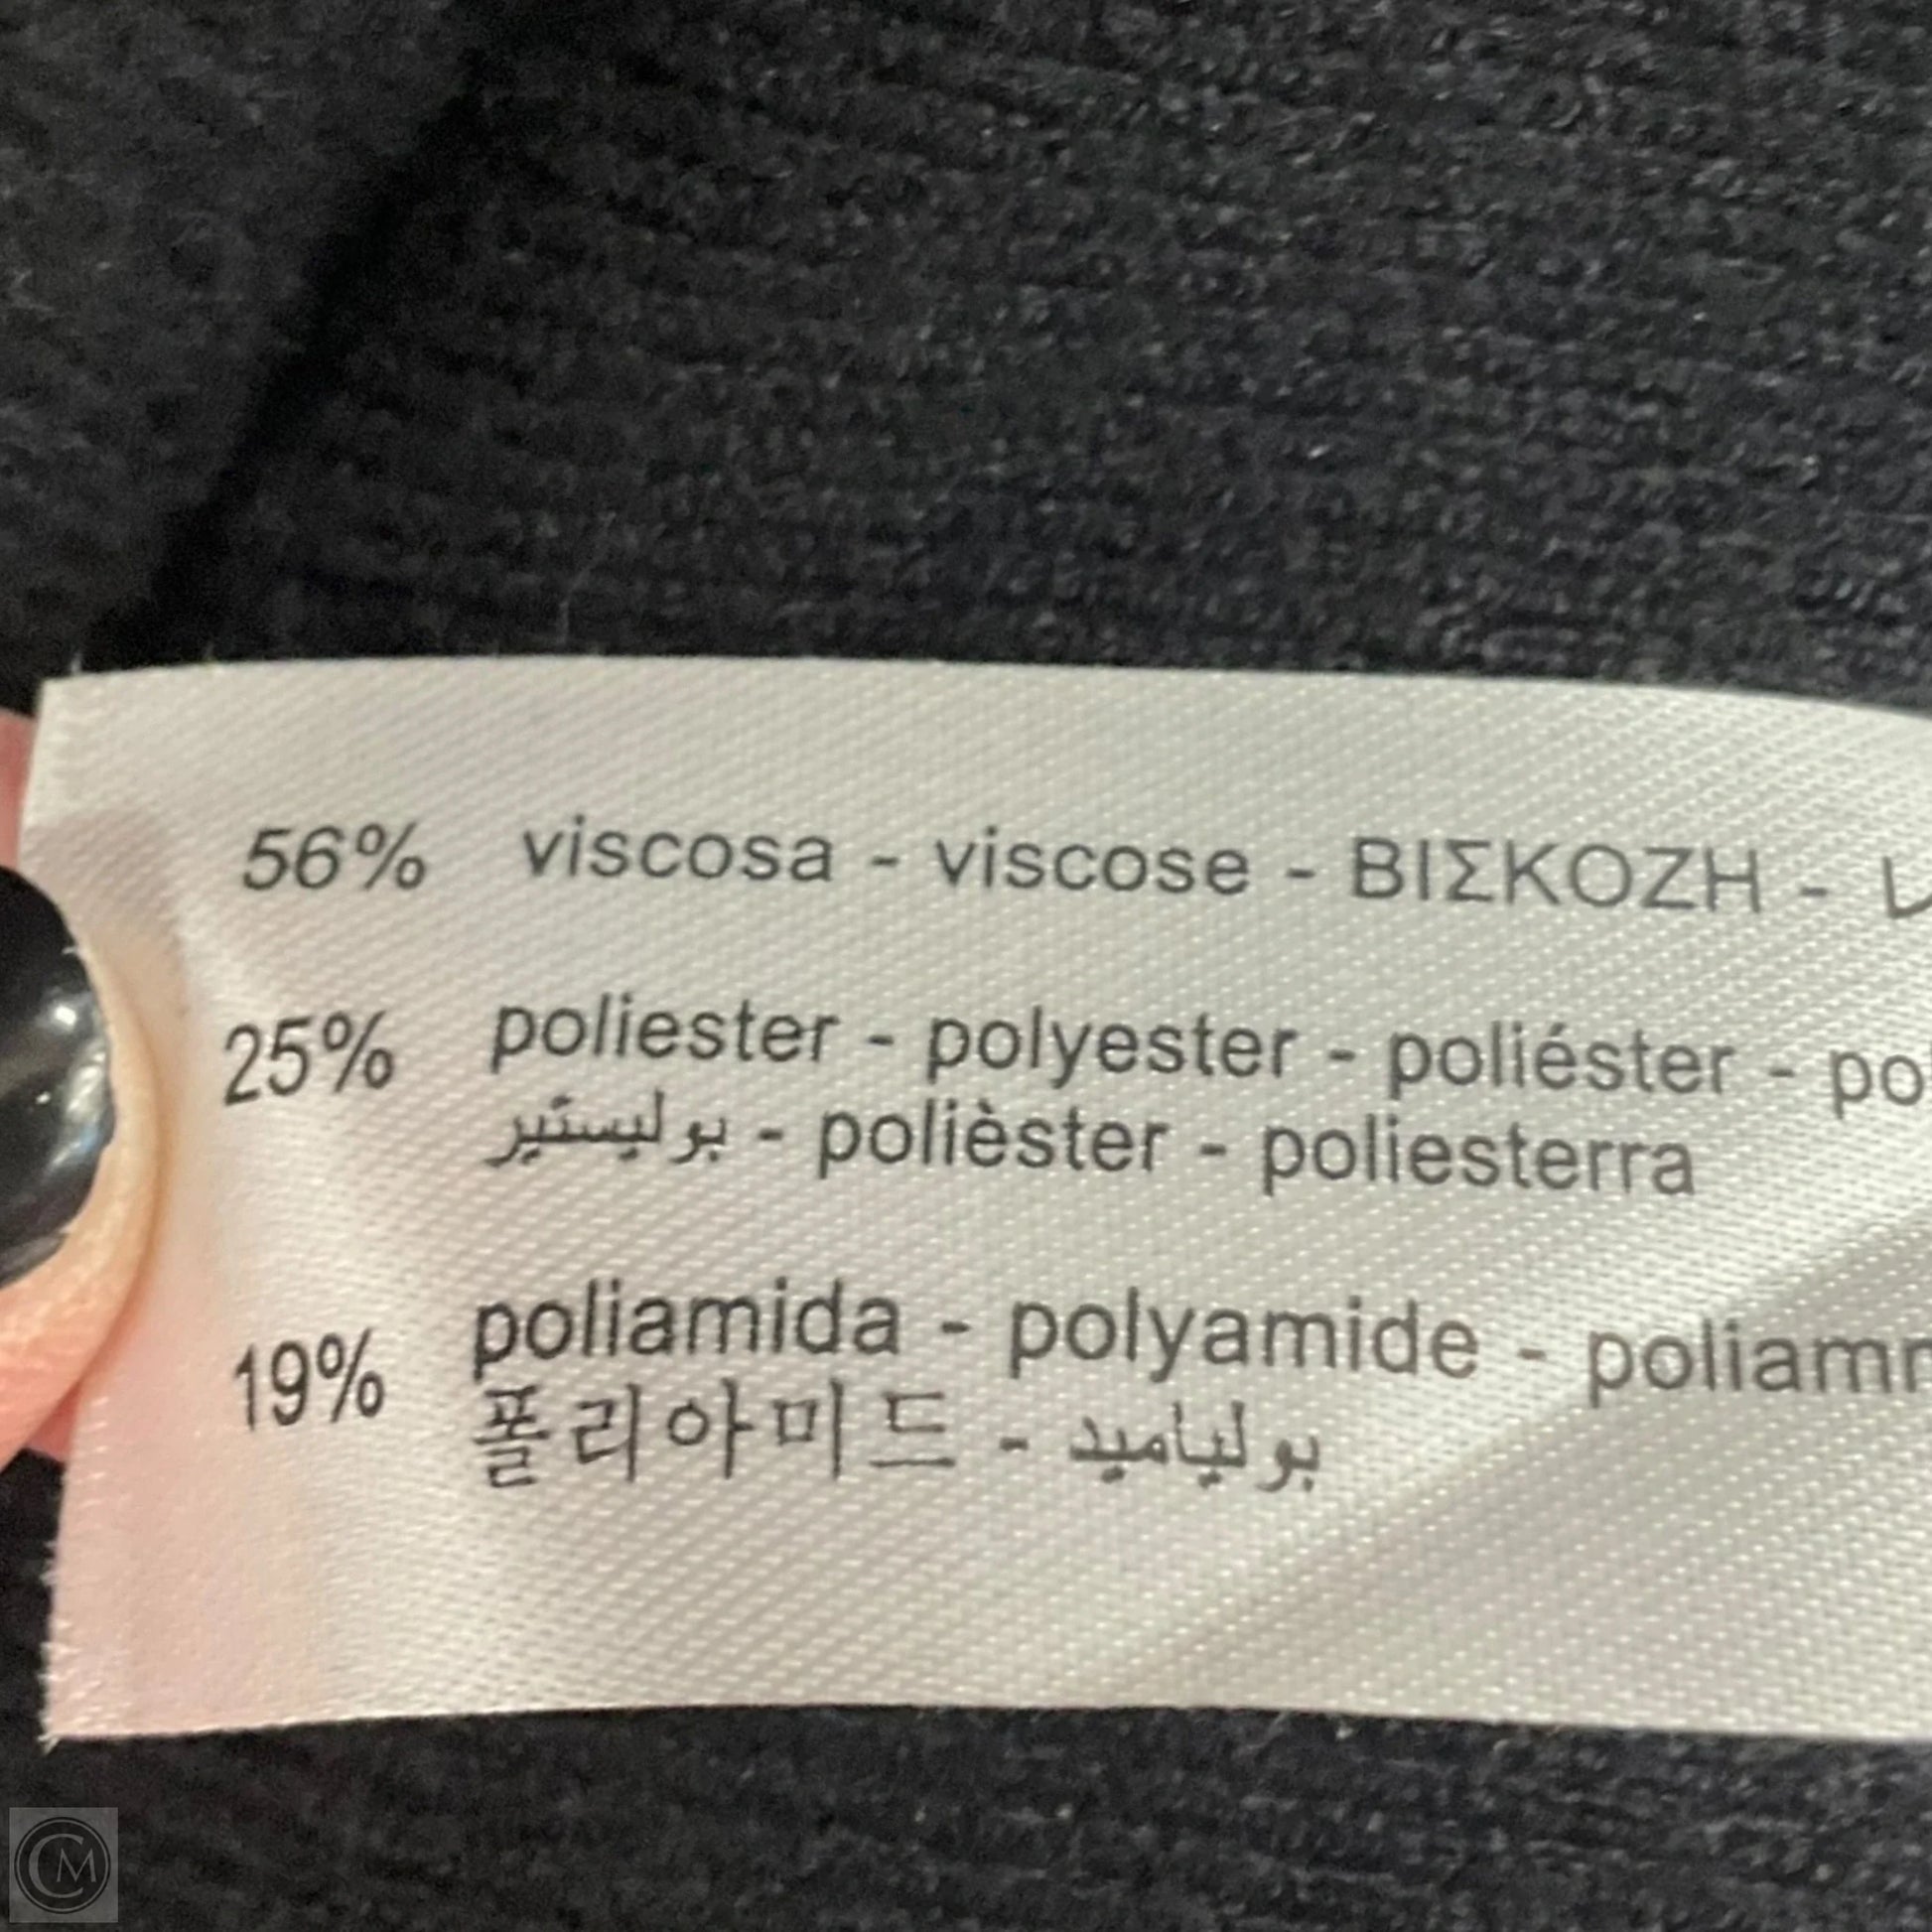 56% viscosa - viscose - ΒΙΣΚΟΖΗ -
25% poliester - polyester - poliéster -
بوليستير - polièster - poliesterra
19% poliamida - polyamide -
폴리아미드 - بولياميد
CM